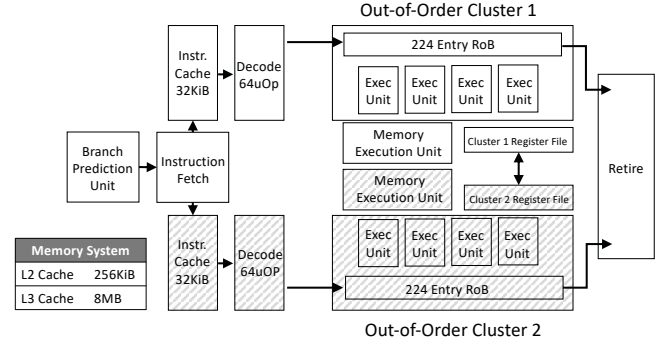 Out-of-Order Cluster 1
Instr.
Cache
32KiB
Decode
64uOp
224 Entry RoB
Exec
Unit
Exec
Unit
Exec
Unit
Exec
Unit
Branch
Prediction
Unit
Instruction
Fetch
Memory
Execution Unit
Cluster 1 Register File
Retire
Memory
Execution Unit
Cluster 2 Register File
Instr.
Cache
32KiB
Decode
64uOP
Exec
Unit
Exec
Unit
Exec
Unit
Exec
Unit
224 Entry RoB
Memory System
L2 Cache 256KiB
L3 Cache 8MB
Out-of-Order Cluster 2